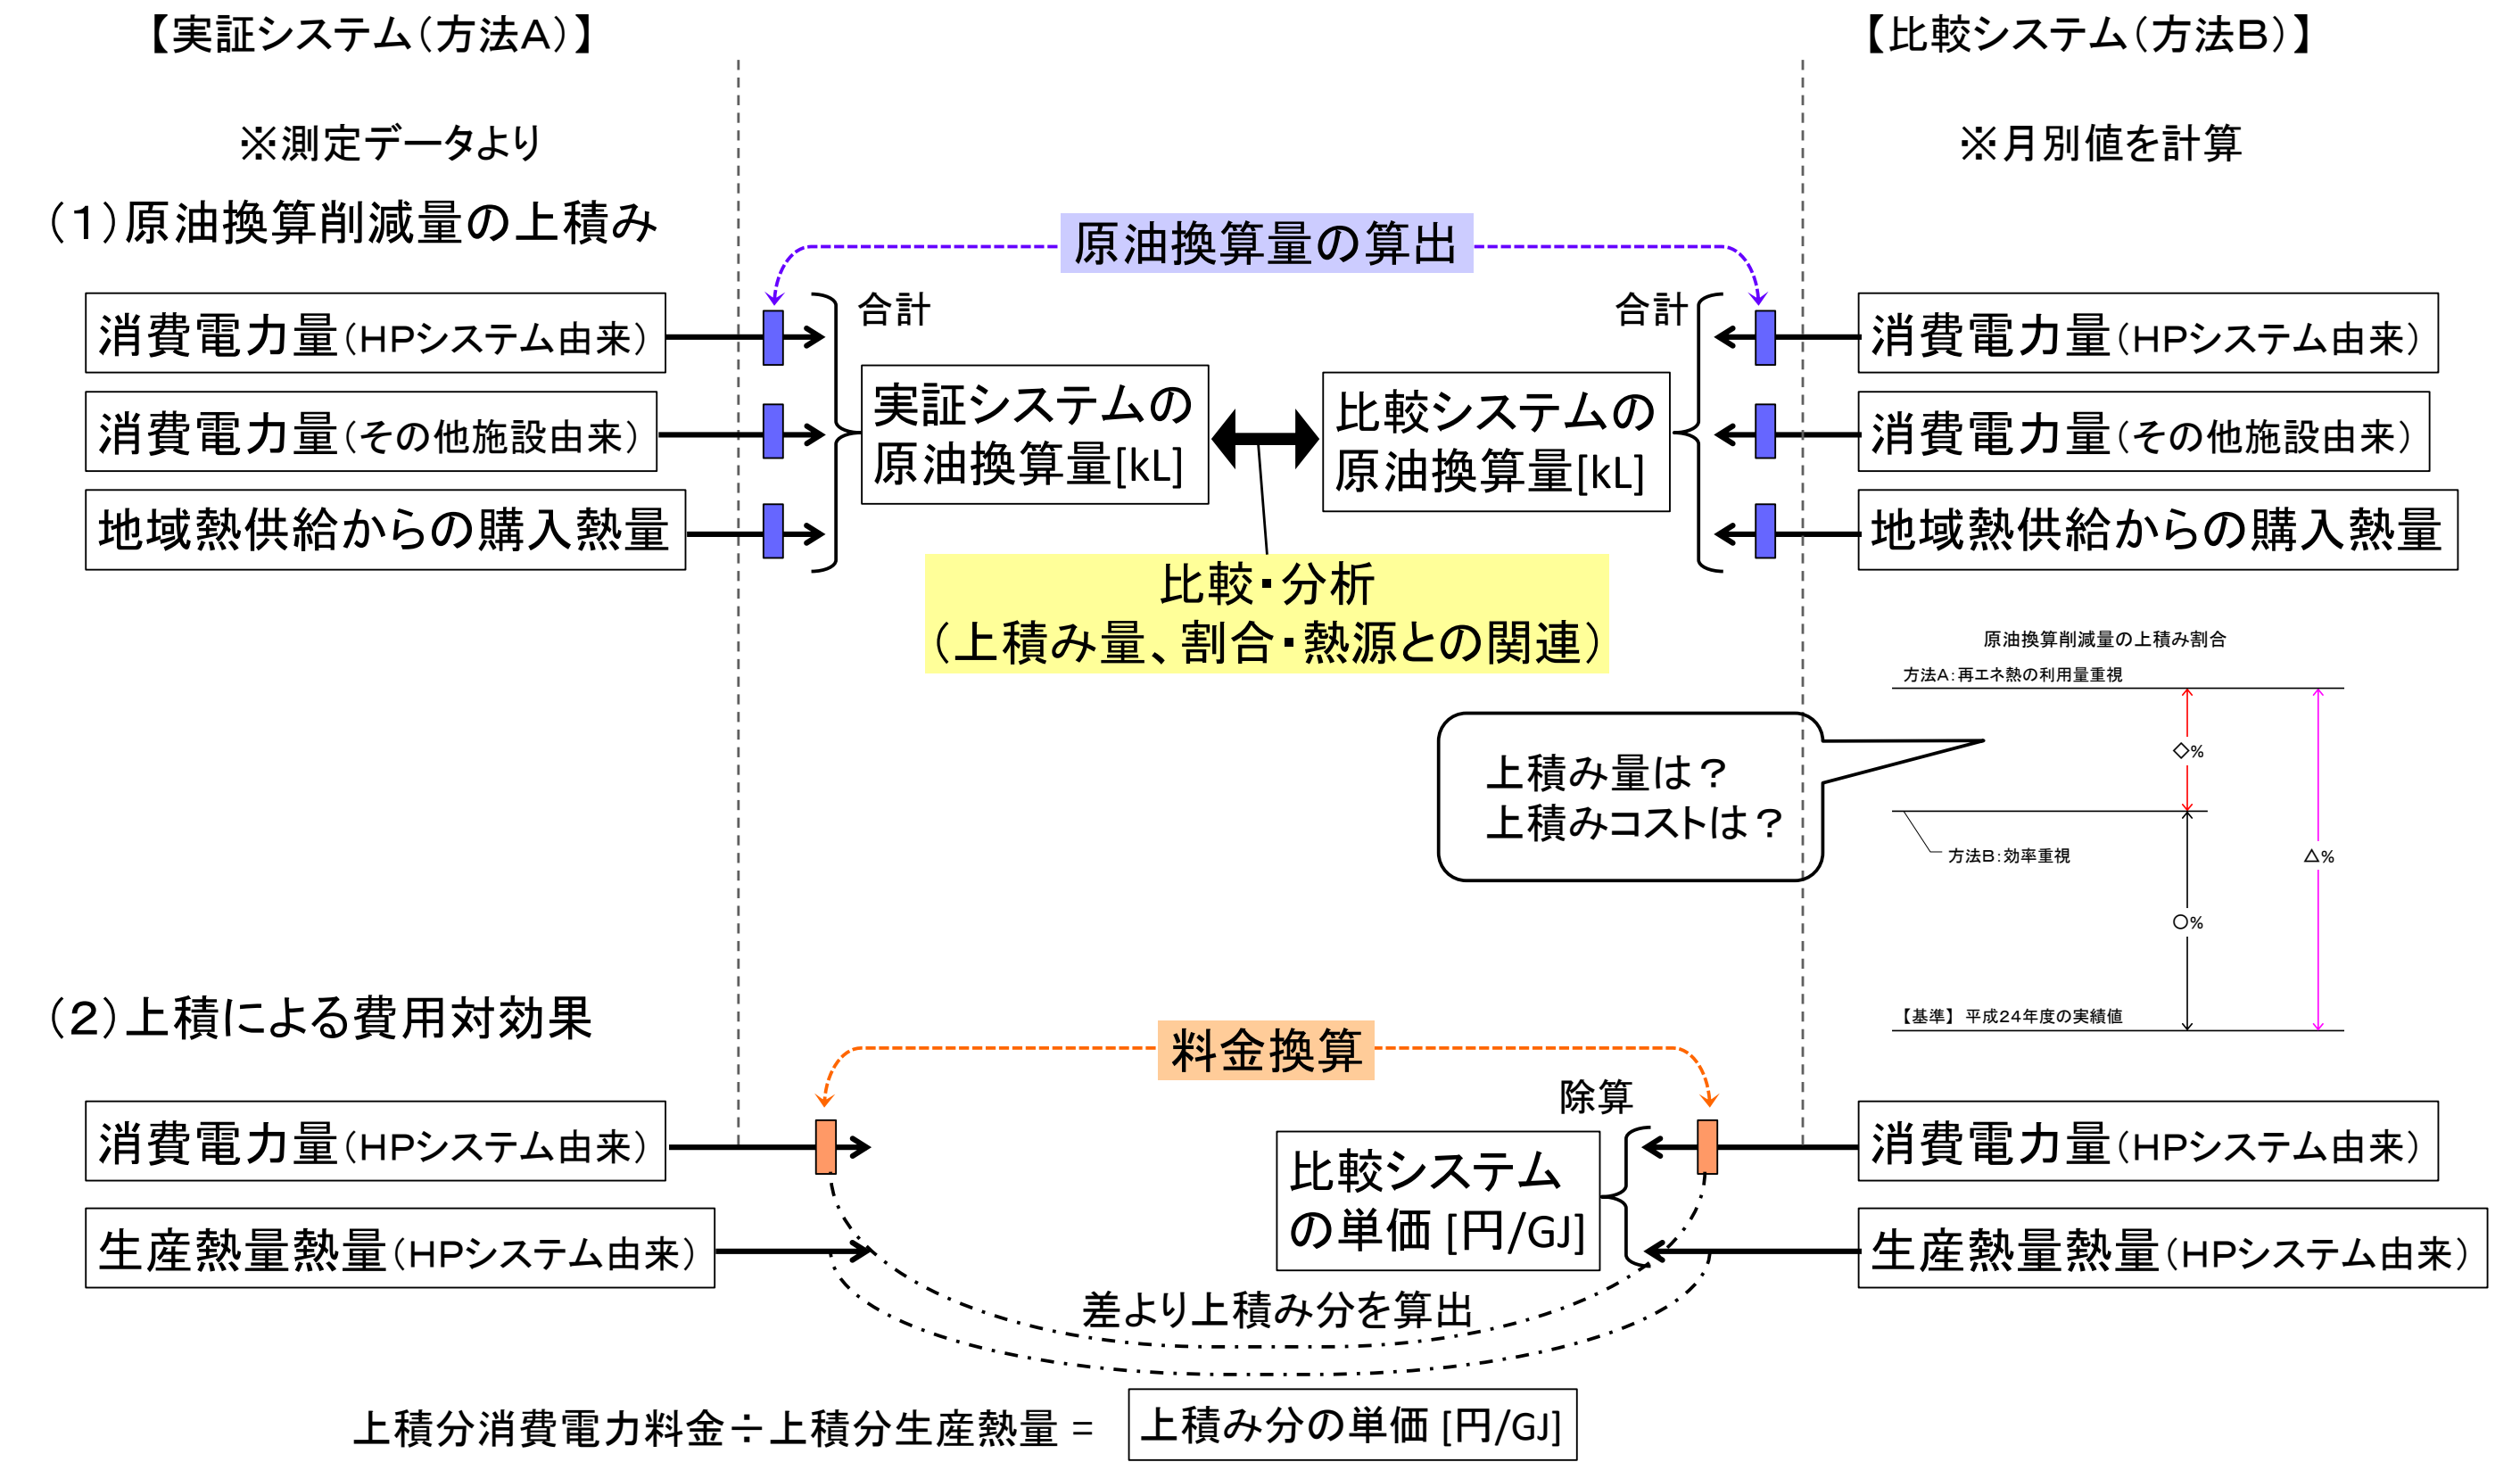 【実証システム(方法A)】
【比較システム(方法B)】
※測定データより
※月別値を計算
(1)原油換算削減量の上積み
原油換算量の算出
合計
合計
消費電力量(HPシステム由来)
消費電力量(その他施設由来)
地域熱供給からの購入熱量
実証システムの
原油換算量[kL]
比較システムの
原油換算量[kL]
消費電力量(HPシステム由来)
消費電力量(その他施設由来)
地域熱供給からの購入熱量
比較・分析
(上積み量、割合・熱源との関連)
原油換算削減量の上積み割合
方法A:再エネ熱の利用量重視
◇%
上積み量は?
上積みコストは?
方法B:効率重視
△%
○%
【基準】 平成24年度の実績値
(2)上積による費用対効果
料金換算
除算
消費電力量(HPシステム由来)
生産熱量熱量(HPシステム由来)
比較システム
の単価 [円/GJ]
消費電力量(HPシステム由来)
生産熱量熱量(HPシステム由来)
差より上積み分を算出
上積分消費電力料金÷上積分生産熱量 =
上積み分の単価 [円/GJ]